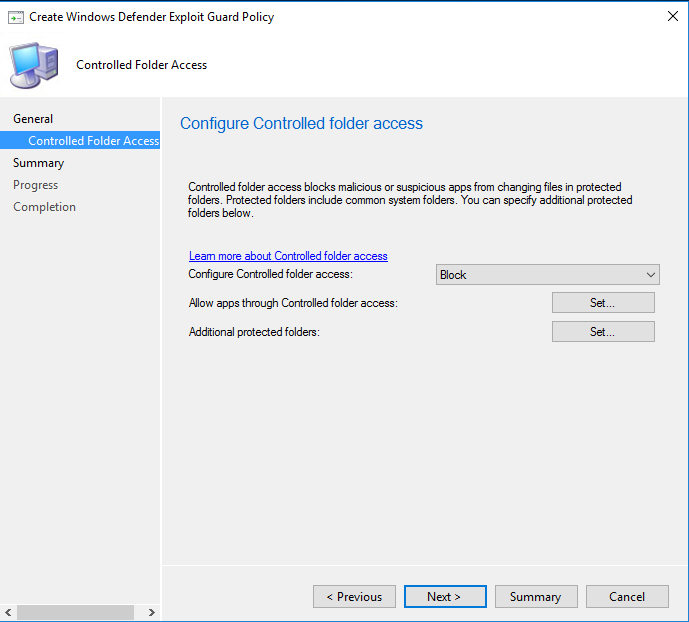 Create Windows Defender Exploit Guard Policy
Controlled Folder Access
General
Controlled Folder Access
Summary
Progress
Completion
Configure Controlled folder access
Controlled folder access blocks malicious or suspicious apps from changing files in protected
folders. Protected folders include common system folders. You can specify additional protected
folders below.
Learn more about Controlled folder access
Configure Controlled folder access:
Block
Allow apps through Controlled folder access:
Set...
Additional protected folders:
Set...
< Previous
Next >
Summary
Cancel